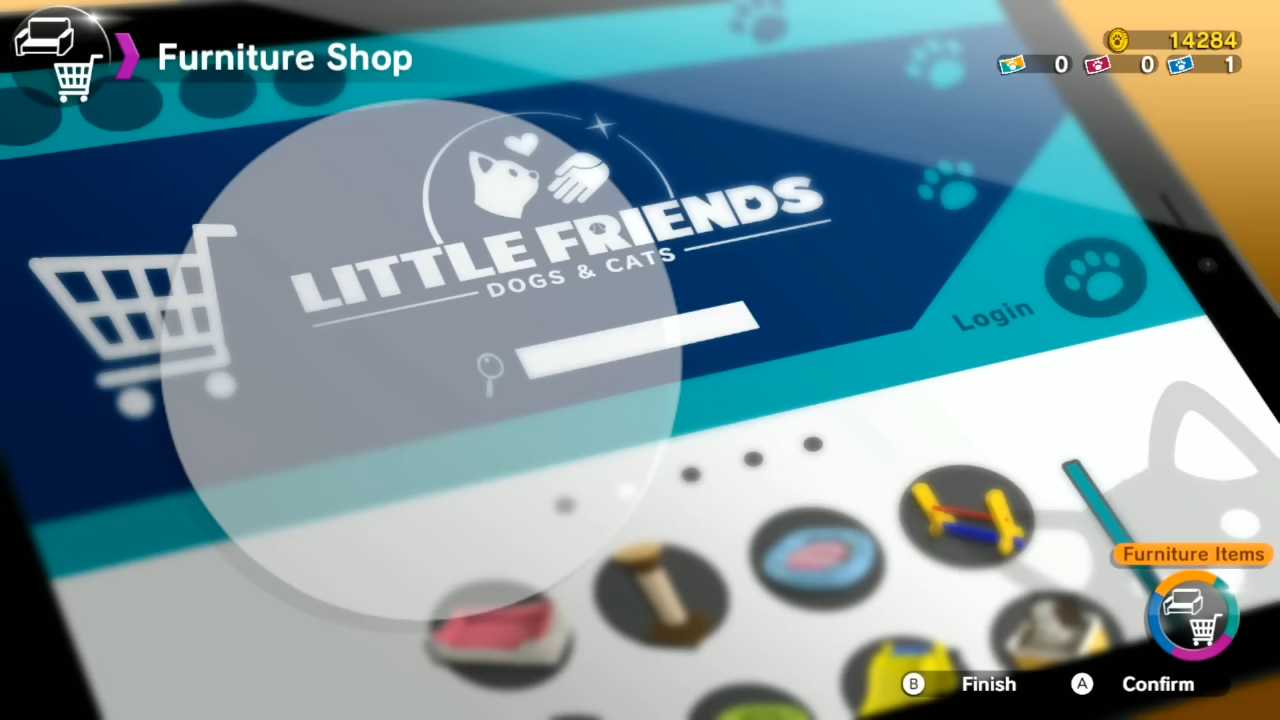 Furniture Shop
14284
0 0 1
LITTLE FRIENDS
DOGS & CATS
Login
Furniture Items
B Finish A Confirm